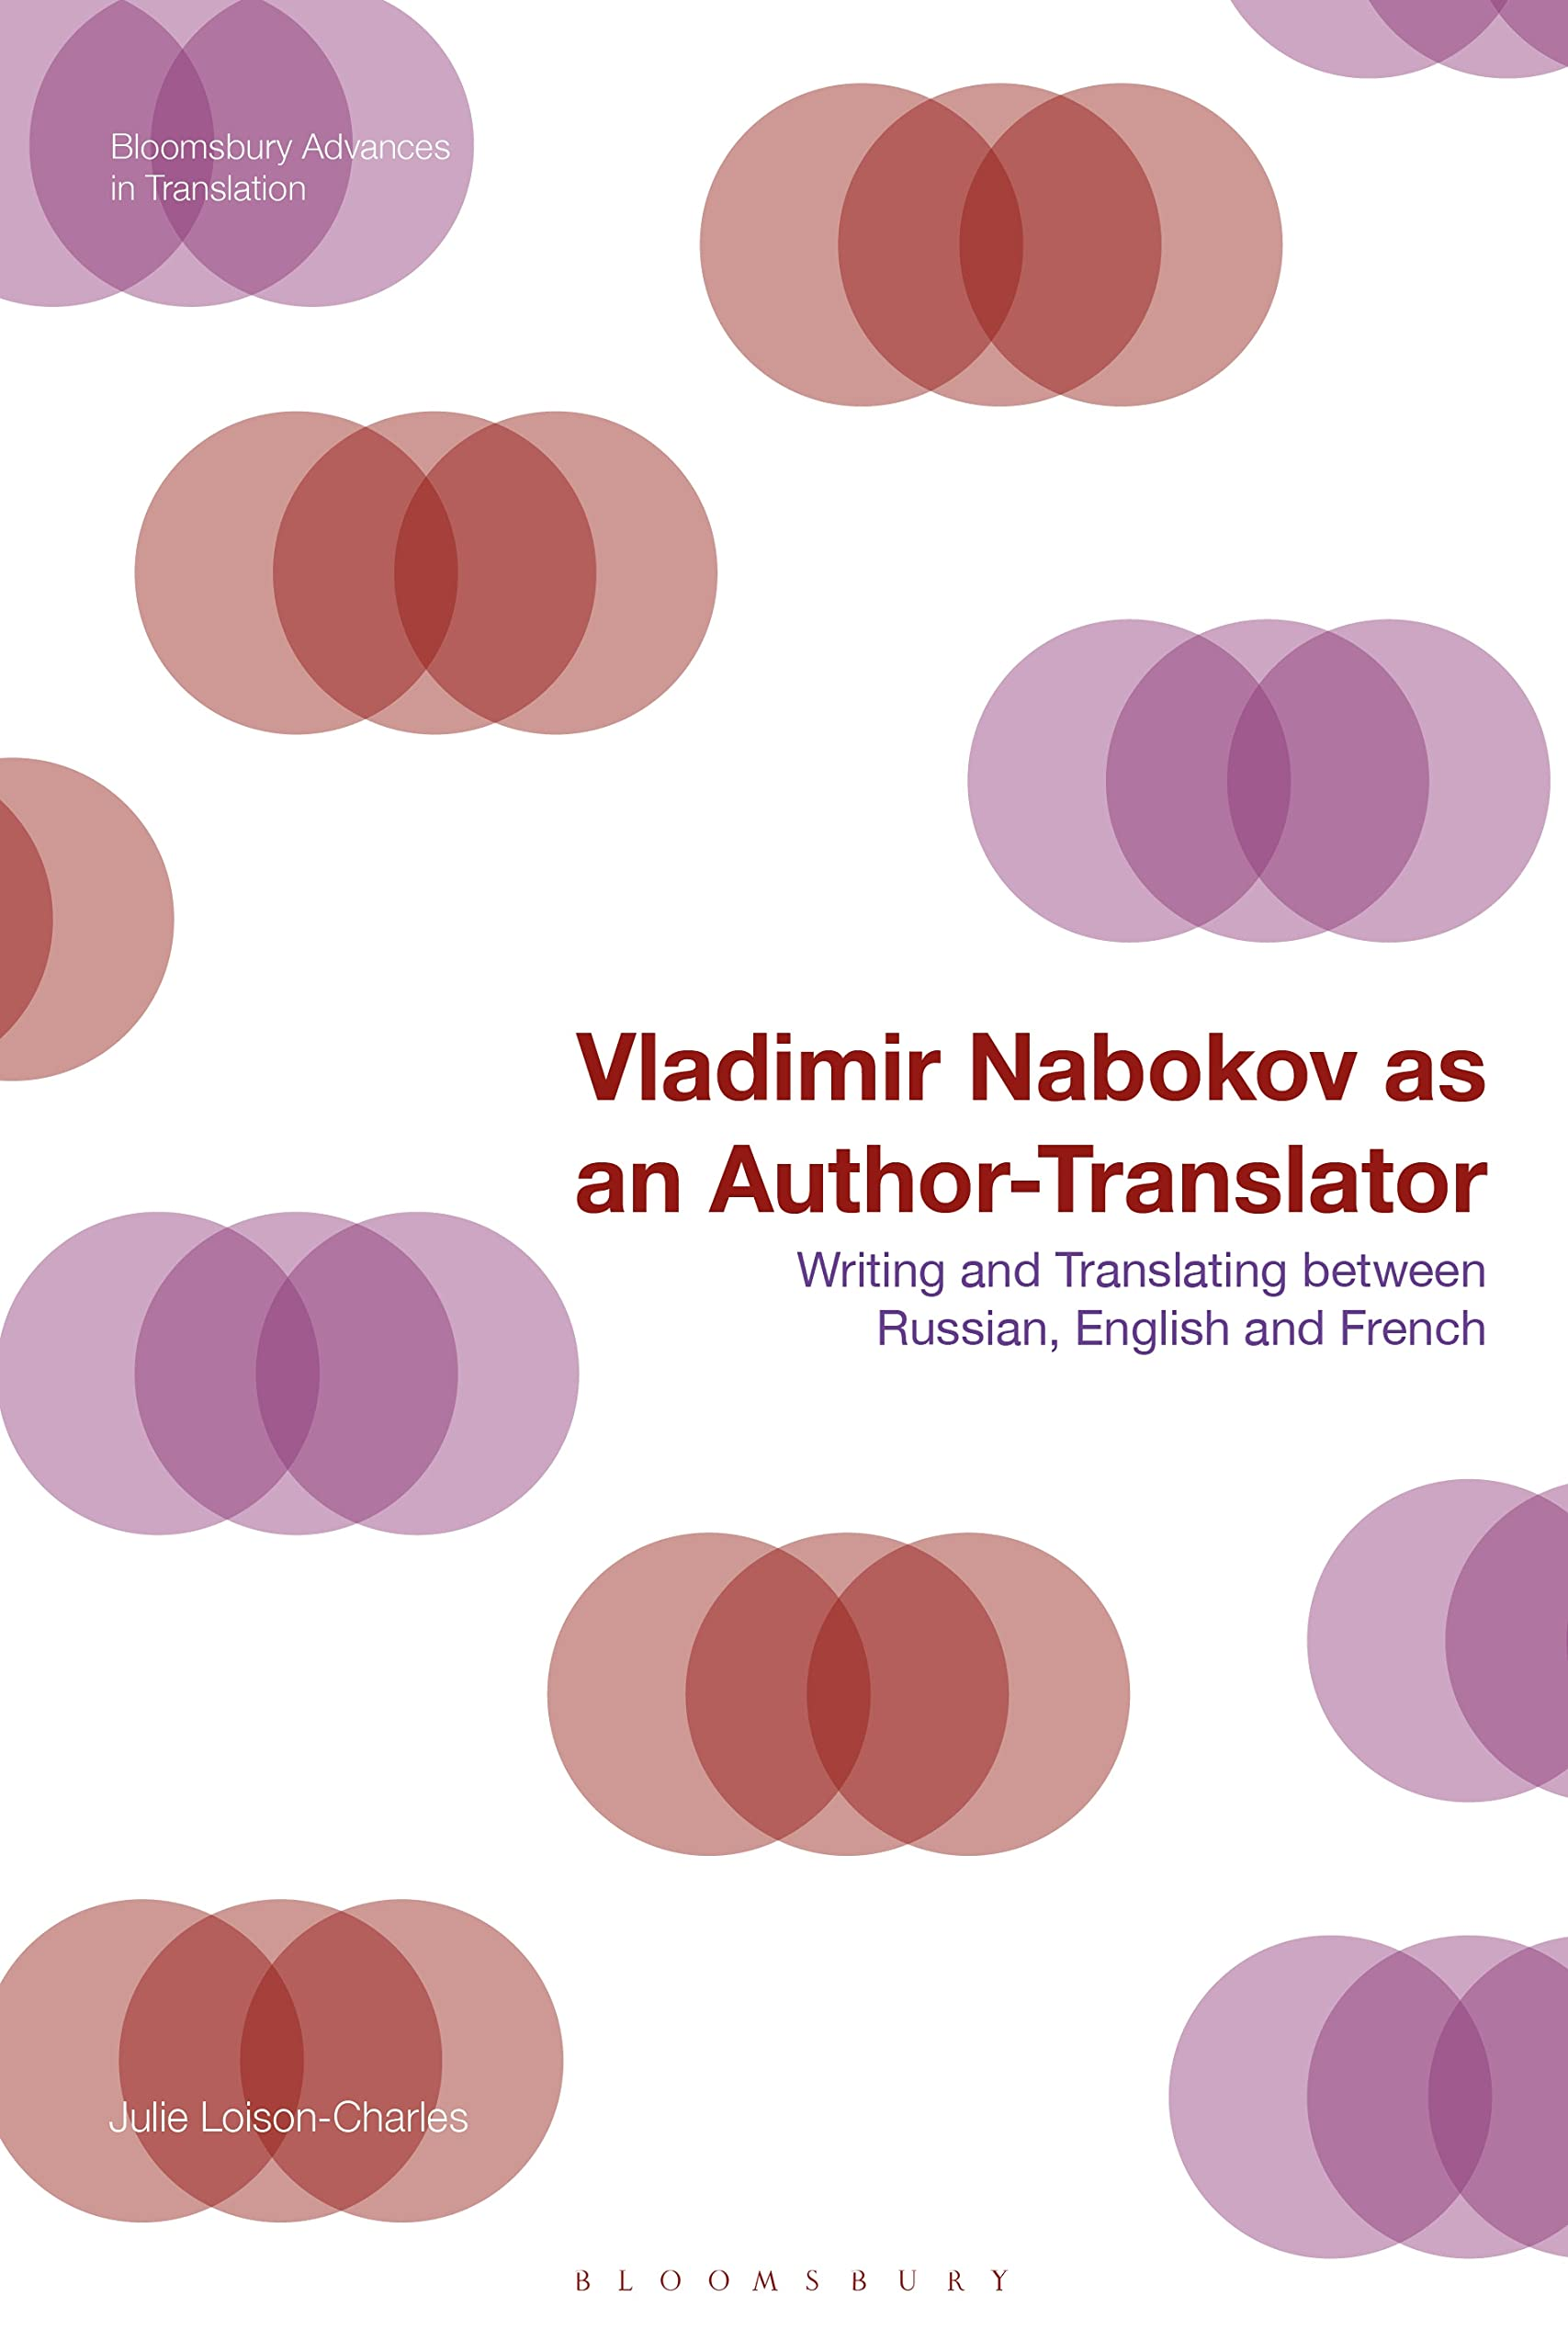 Bloomsbury Advances
in Translation
Vladimir Nabokov as
an Author-Translator
Writing and Translating between
Russian, English and French
Julie Loison-Charles
BLOOMSBURY